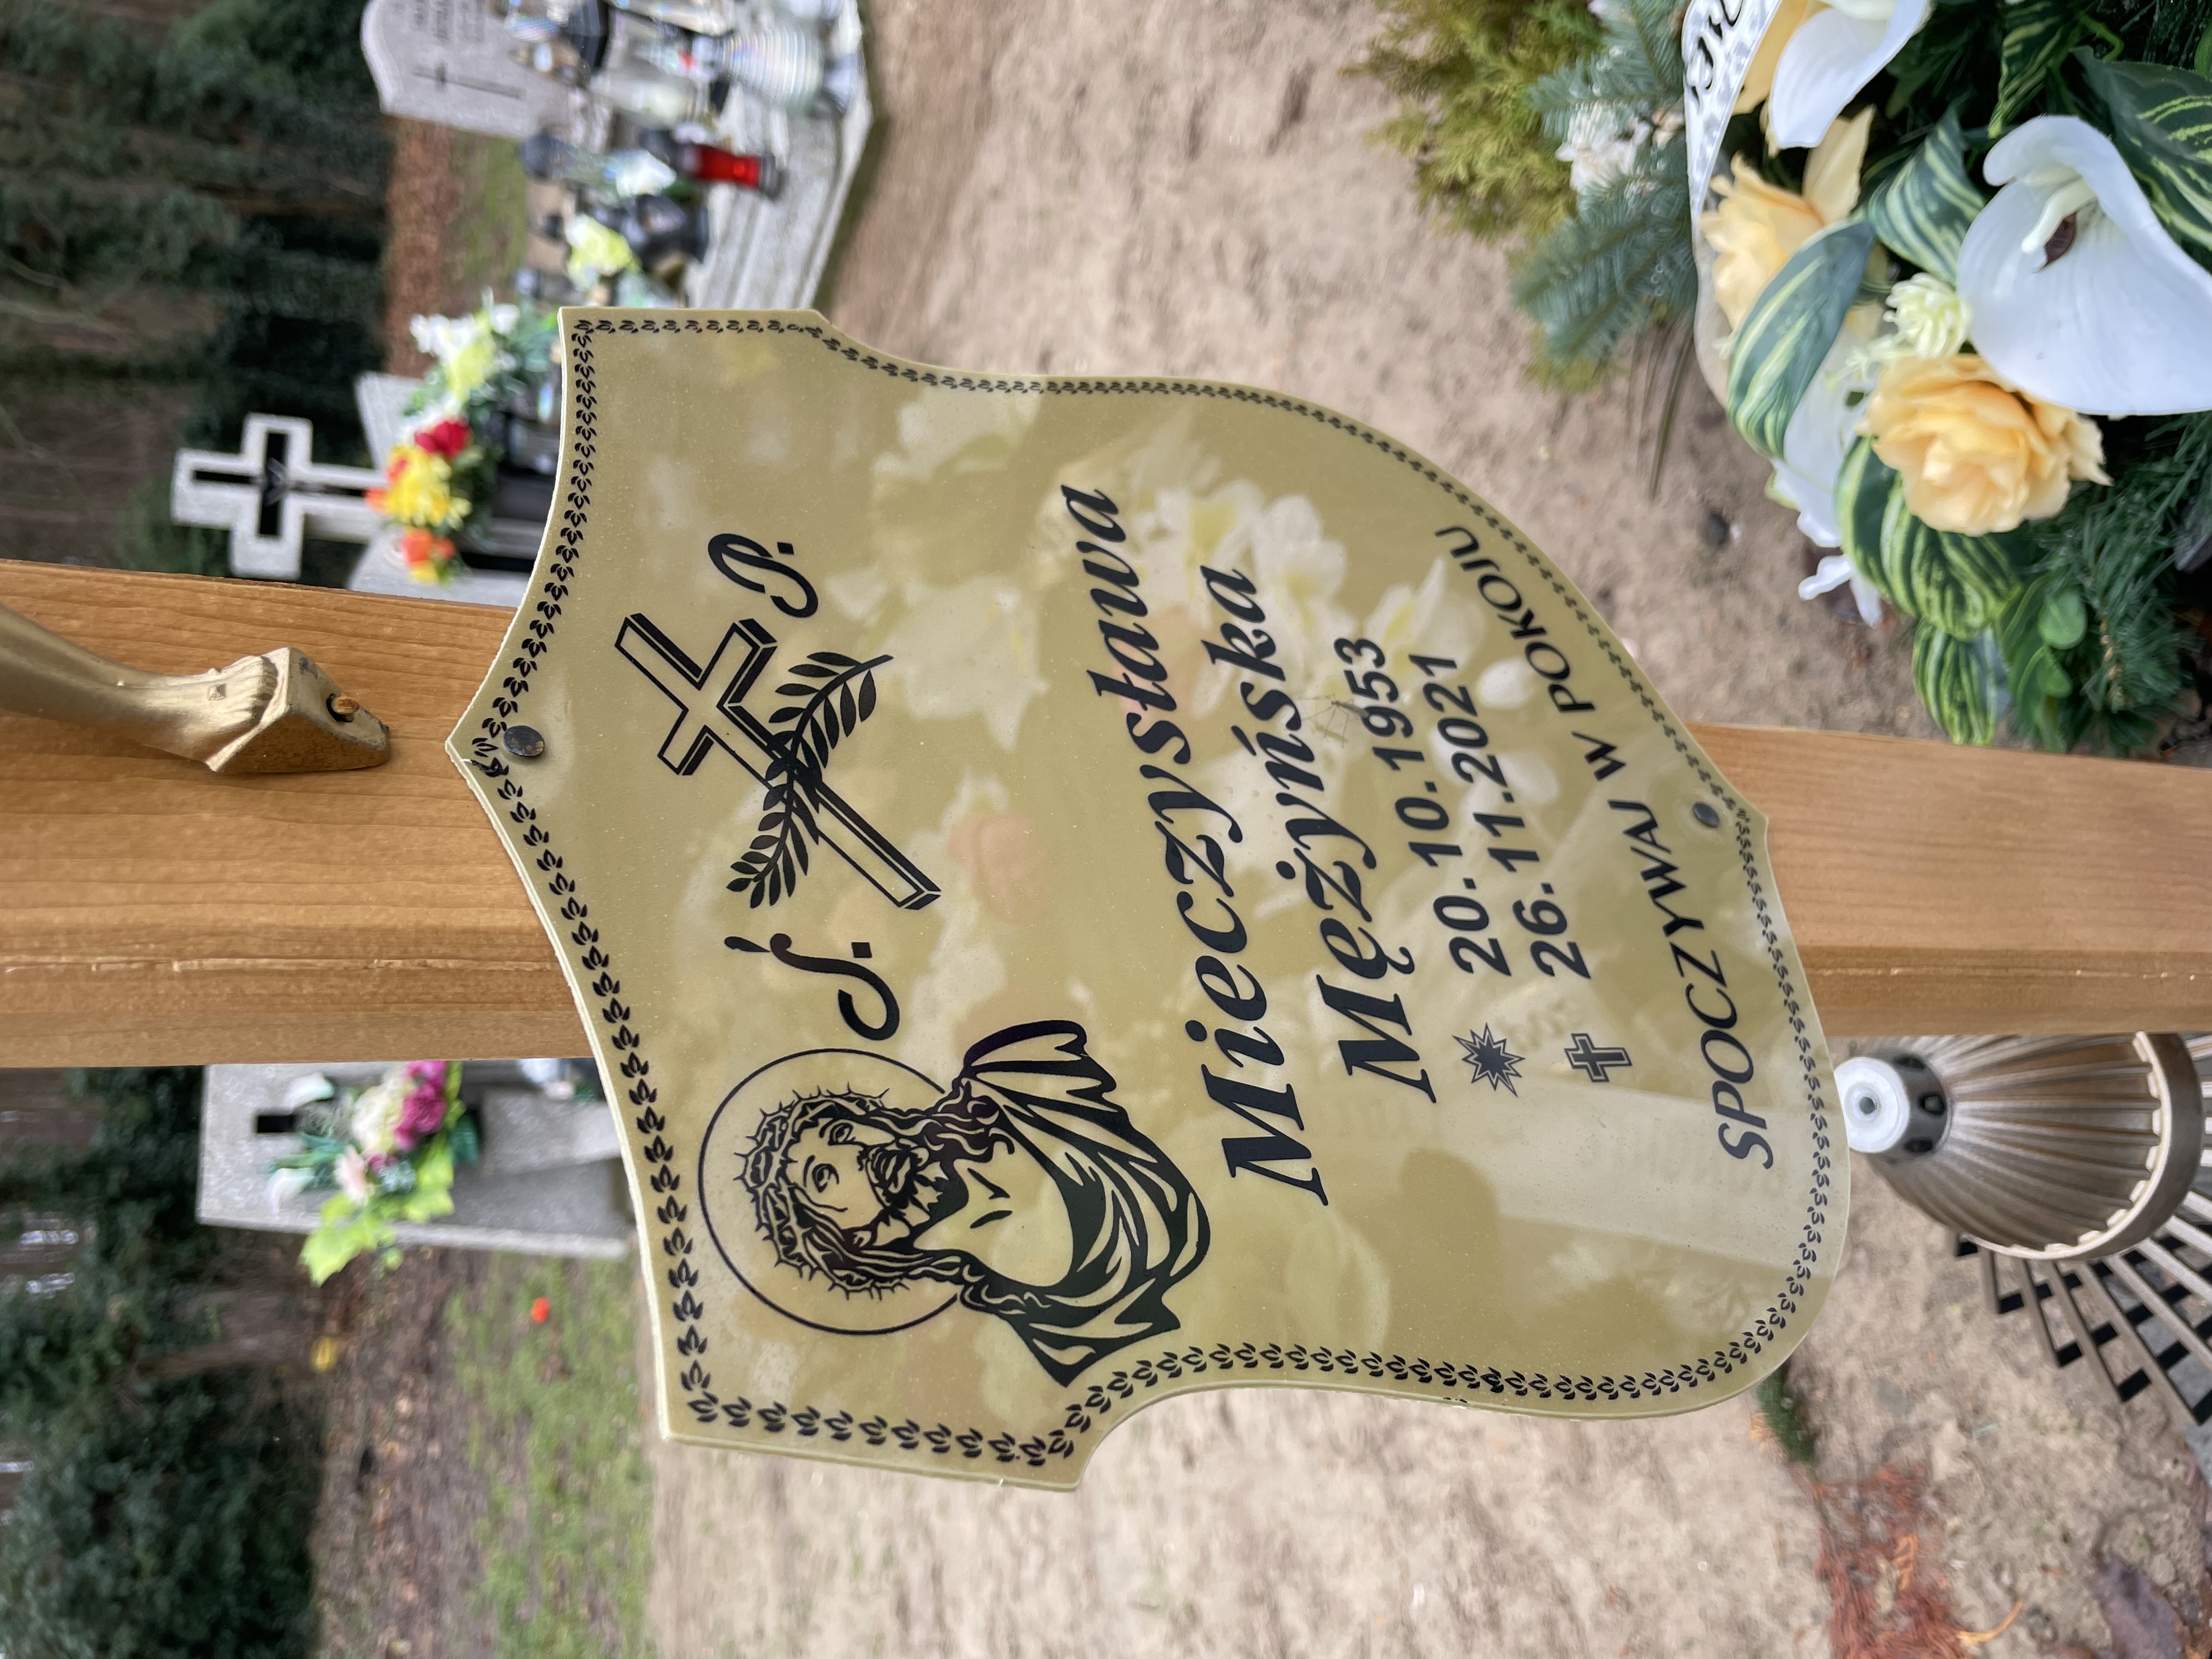 Ś. P.
Mieczysława
Mężyńska
20.10.1953
26.11.2021
SPOCZYWAJ W POKOJU